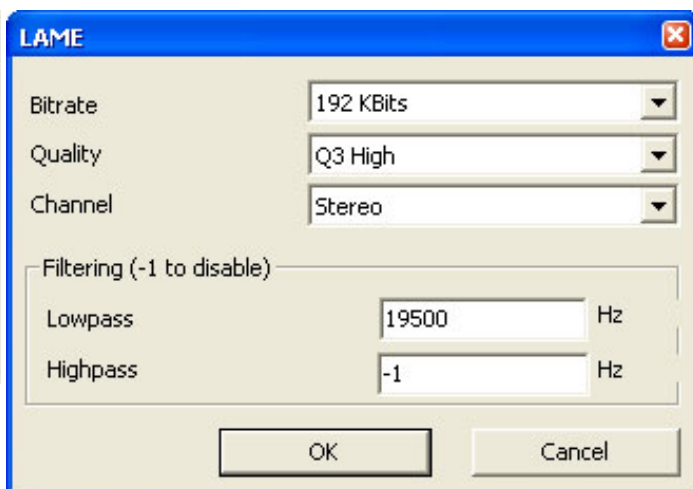 LAME
Bitrate 192 KBits
Quality Q3 High
Channel Stereo
Filtering (-1 to disable)
Lowpass 19500 Hz
Highpass -1 Hz
OK Cancel